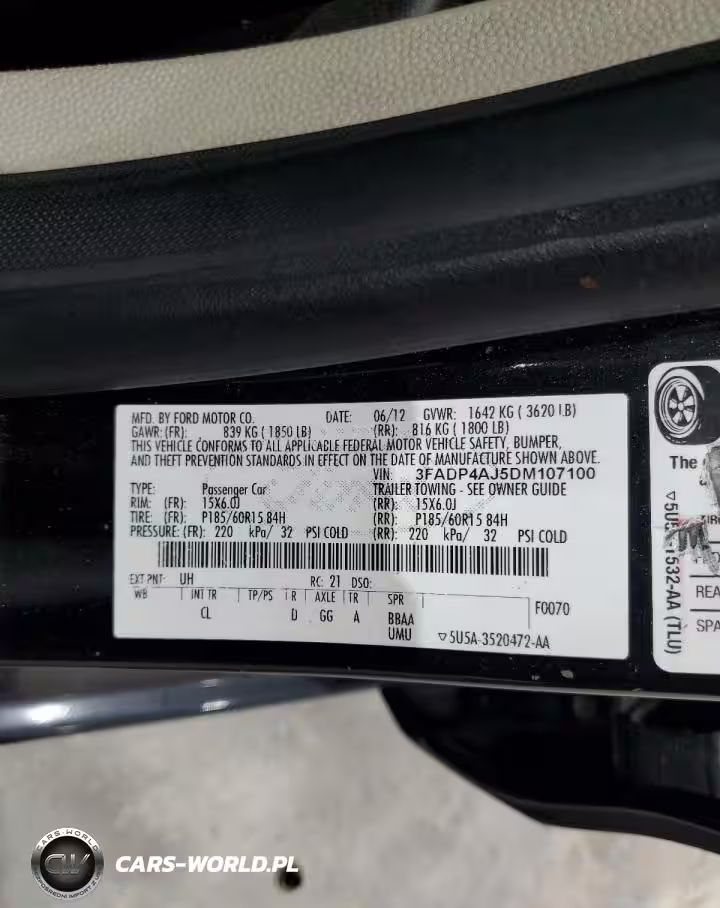 MFD. BY FORD MOTOR CO. DATE: 06/12 GVWR: 1642 KG ( 3620 LB)
GAWR: (FR): 839 KG ( 1850 LB) (RR): 816 KG ( 1800 LB)
THIS VEHICLE CONFORMS TO ALL APPLICABLE FEDERAL MOTOR VEHICLE SAFETY, BUMPER,
AND THEFT PREVENTION STANDARDS IN EFFECT ON THE DATE OF MANUFACTURE SHOWN ABOVE.
VIN: 3FADP4AJ5DM107100
TYPE: Passenger Car TRAILER TOWING - SEE OWNER GUIDE
RIM: (FR) 15X6.0J (RR): 15X6.0J
TIRE: (FR): P185/60R15 84H (RR): P185/60R15 84H
PRESSURE: (FR): 220 kPa/ 32 PSI COLD (RR): 220 kPa/ 32 PSI COLD
EXT PNT: UH RC: 21 DSO:
WB INT TR TP/PS R AXLE TR SPR
CL D GG A BBAA F0070
UMU ▽5U5A-3520472-AA
The
REA
SPA
CARS-WORLD
CW
CARS-WORLD.PL